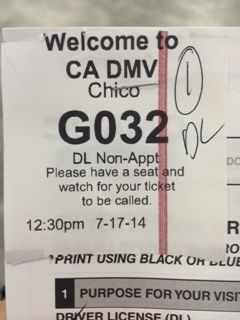 Welcome to
CA DMV
Chico
G032
DL Non-Appt
Please have a seat and
watch for your ticket
to be called.
12:30pm 7-17-14
1
DL
PRINT USING BLACK OR BLUE
1 PURPOSE FOR YOUR VISIT
DRIVER LICENSE (DL)